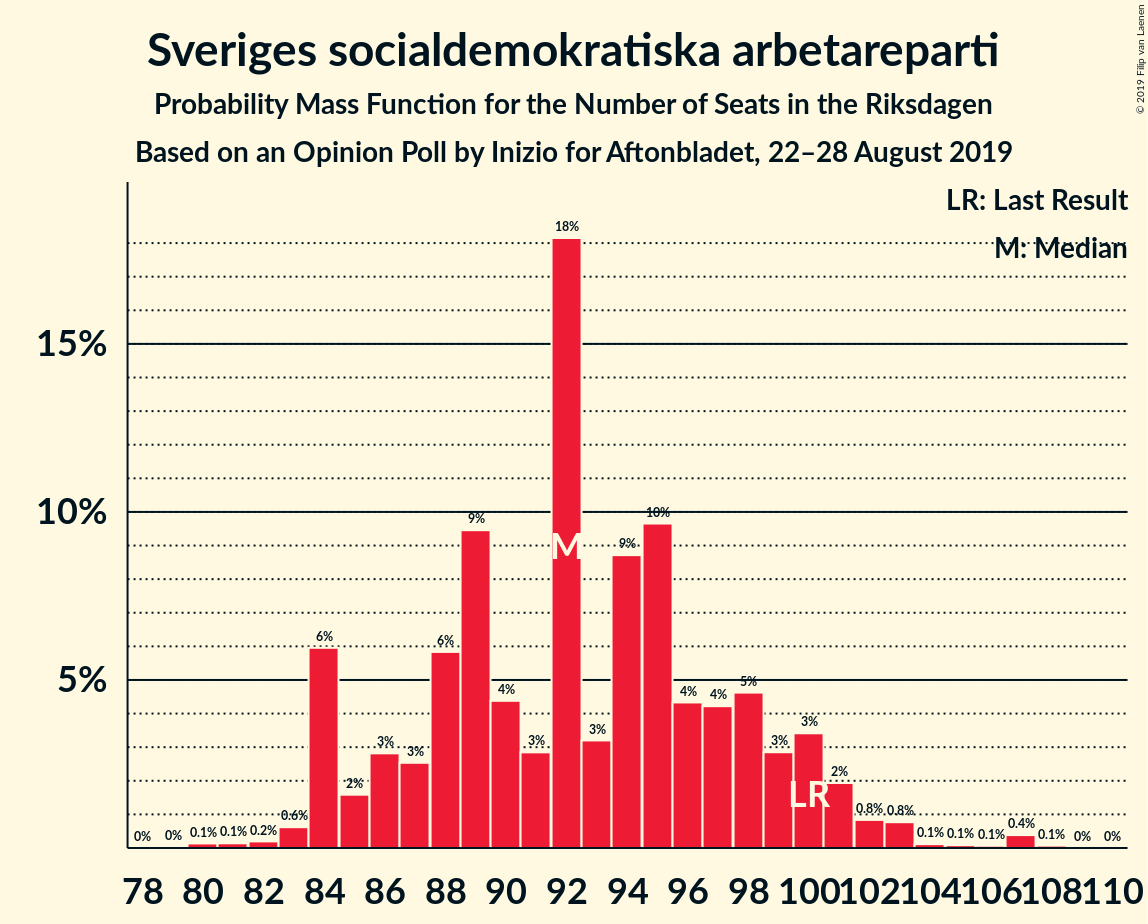 Sveriges socialdemokratiska arbetareparti
Probability Mass Function for the Number of Seats in the Riksdagen
Based on an Opinion Poll by Inizio for Aftonbladet, 22–28 August 2019
© 2019 Filip van Laenen
LR: Last Result
M: Median
15%
10%
5%
0% 0% 0.1% 0.1% 0.2% 0.6% 6% 2% 3% 3% 6% 9% 4% 3% 18% 3% 9% 10% 4% 4% 5% 3% 3% 2% 0.8% 0.8% 0.1% 0.1% 0.1% 0.4% 0.1% 0% 0%
M
LR
78 80 82 84 86 88 90 92 94 96 98 100 102 104 106 108 110